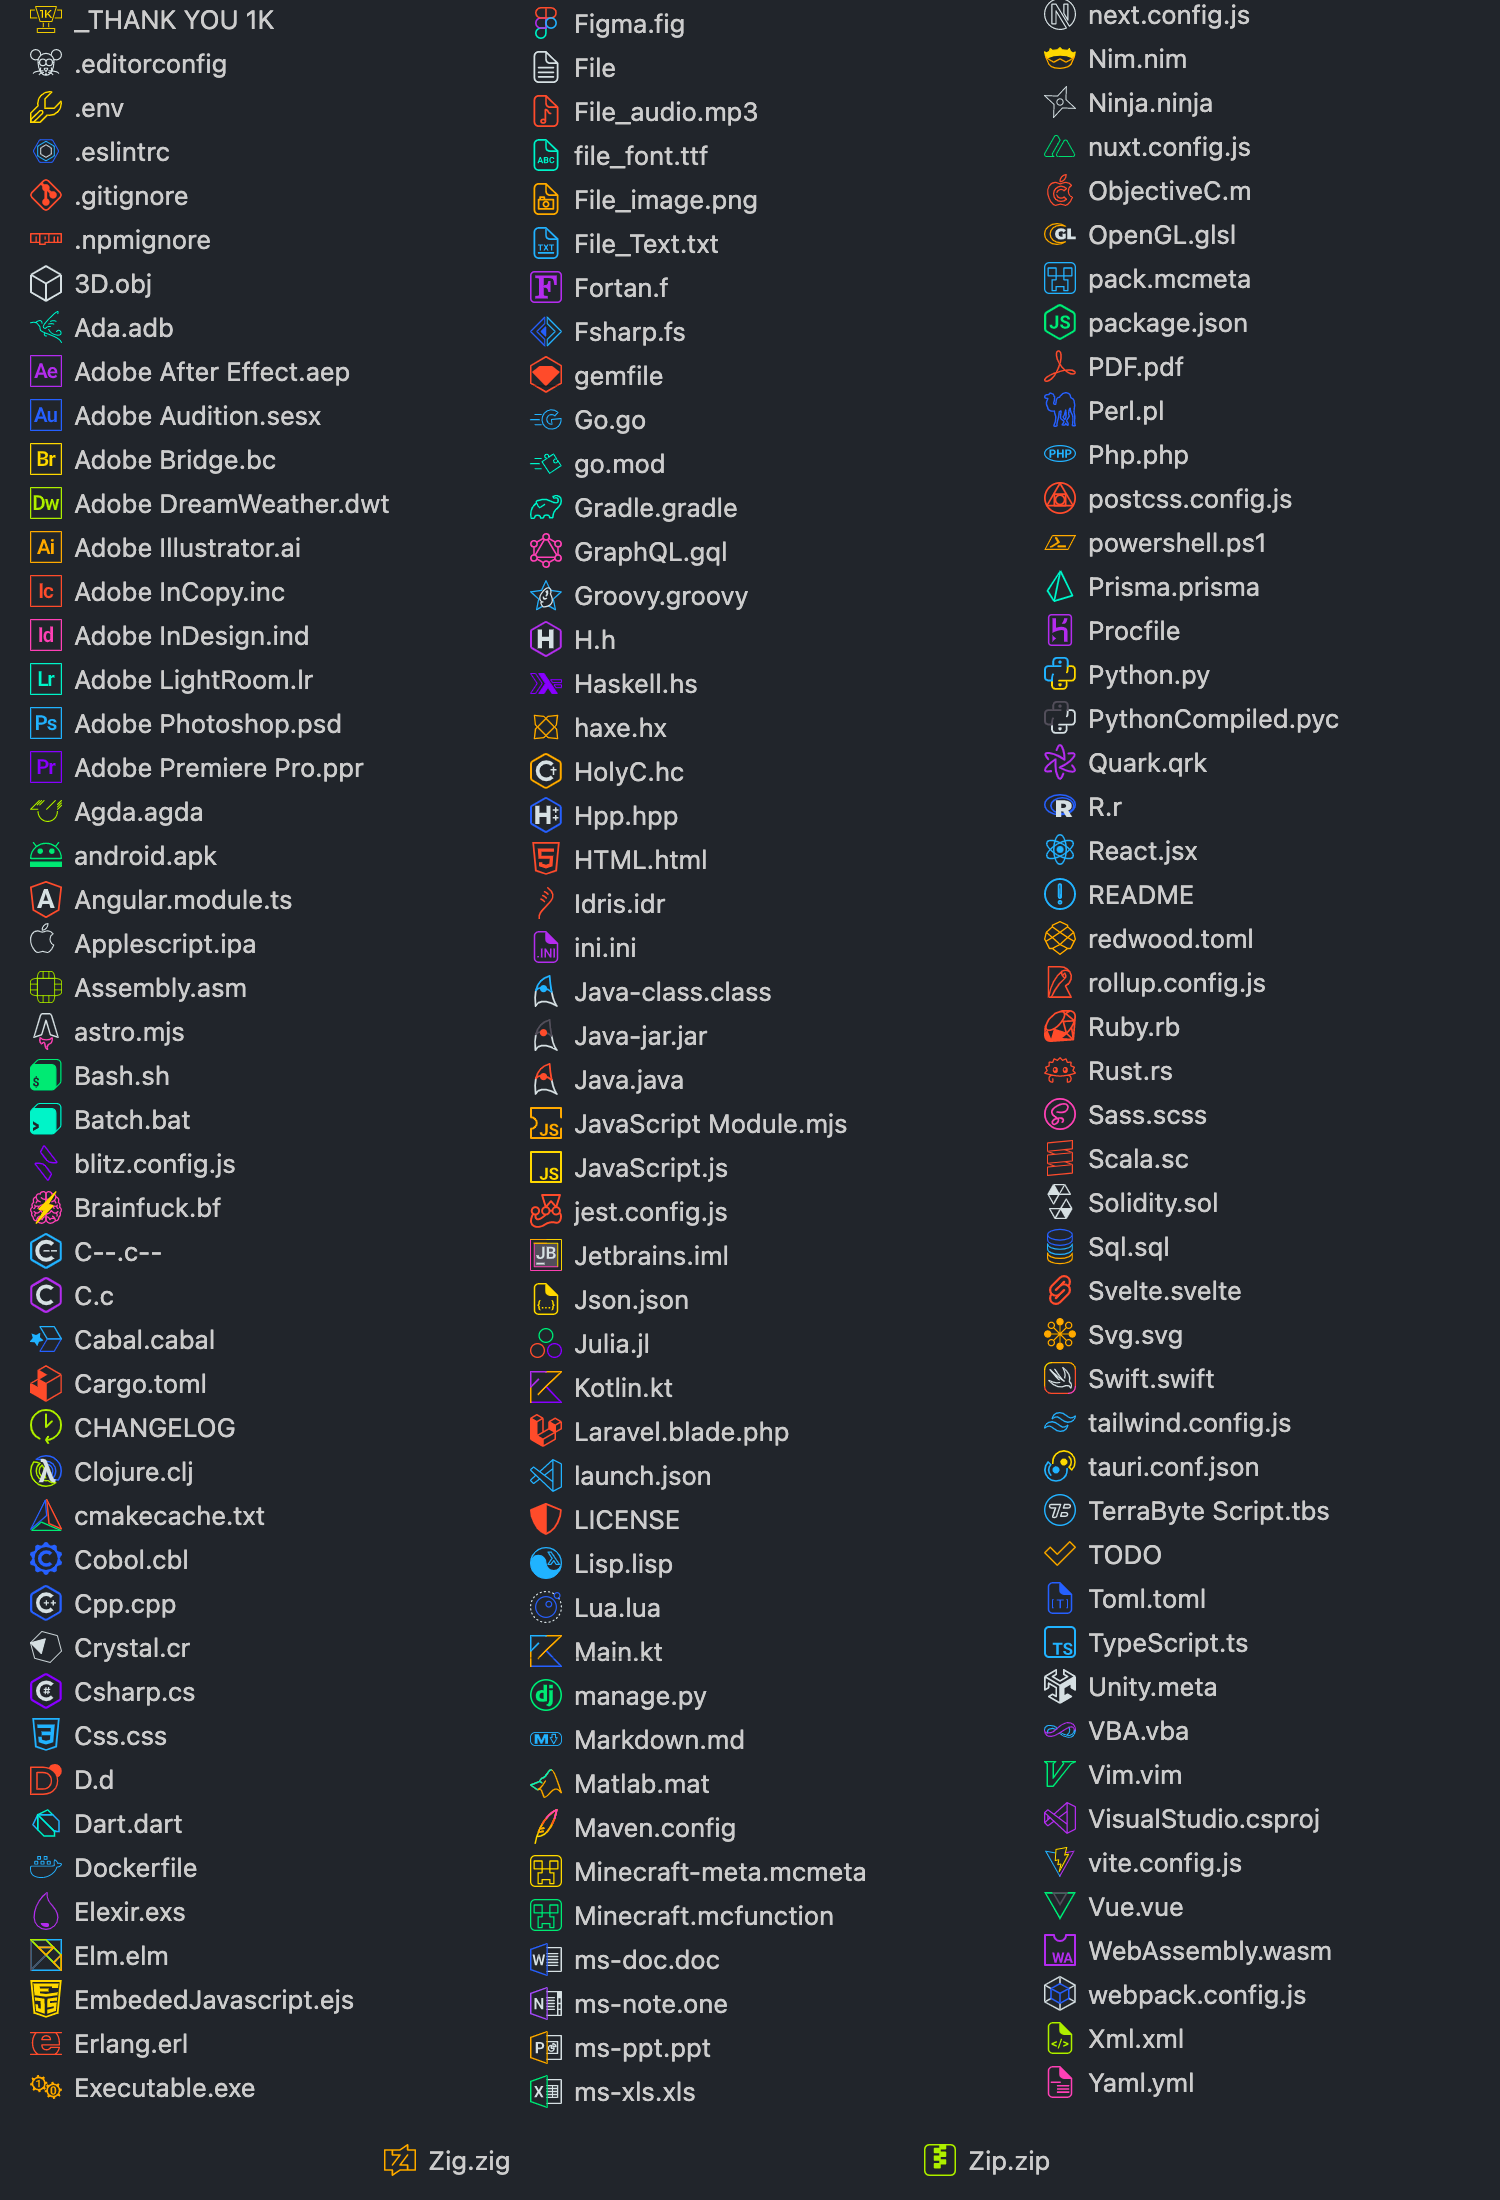 _THANK YOU 1K
.editorconfig
.env
.eslintrc
.gitignore
.npmignore
3D.obj
Ada.adb
Adobe After Effect.aep
Adobe Audition.sesx
Adobe Bridge.bc
Adobe DreamWeather.dwt
Adobe Illustrator.ai
Adobe InCopy.inc
Adobe InDesign.ind
Adobe LightRoom.lr
Adobe Photoshop.psd
Adobe Premiere Pro.ppr
Agda.agda
android.apk
Angular.module.ts
Applescript.ipa
Assembly.asm
astro.mjs
Bash.sh
Batch.bat
blitz.config.js
Brainfuck.bf
C--.c--
C.c
Cabal.cabal
Cargo.toml
CHANGELOG
Clojure.clj
cmakecache.txt
Cobol.cbl
Cpp.cpp
Crystal.cr
Csharp.cs
Css.css
D.d
Dart.dart
Dockerfile
Elexir.exs
Elm.elm
EmbededJavascript.ejs
Erlang.erl
Executable.exe
Figma.fig
File
File_audio.mp3
file_font.ttf
File_image.png
File_Text.txt
Fortan.f
Fsharp.fs
gemfile
Go.go
go.mod
Gradle.gradle
GraphQL.gql
Groovy.groovy
H.h
Haskell.hs
haxe.hx
HolyC.hc
Hpp.hpp
HTML.html
Idris.idr
ini.ini
Java-class.class
Java-jar.jar
Java.java
JavaScript Module.mjs
JavaScript.js
jest.config.js
Jetbrains.iml
Json.json
Julia.jl
Kotlin.kt
Laravel.blade.php
launch.json
LICENSE
Lisp.lisp
Lua.lua
Main.kt
manage.py
Markdown.md
Matlab.mat
Maven.config
Minecraft-meta.mcmeta
Minecraft.mcfunction
ms-doc.doc
ms-note.one
ms-ppt.ppt
ms-xls.xls
next.config.js
Nim.nim
Ninja.ninja
nuxt.config.js
ObjectiveC.m
OpenGL.glsl
pack.mcmeta
package.json
PDF.pdf
Perl.pl
Php.php
postcss.config.js
powershell.ps1
Prisma.prisma
Procfile
Python.py
PythonCompiled.pyc
Quark.qrk
R.r
React.jsx
README
redwood.toml
rollup.config.js
Ruby.rb
Rust.rs
Sass.scss
Scala.sc
Solidity.sol
Sql.sql
Svelte.svelte
Svg.svg
Swift.swift
tailwind.config.js
tauri.conf.json
TerraByte Script.tbs
TODO
Toml.toml
TypeScript.ts
Unity.meta
VBA.vba
Vim.vim
VisualStudio.csproj
vite.config.js
Vue.vue
WebAssembly.wasm
webpack.config.js
Xml.xml
Yaml.yml
Zig.zig
Zip.zip